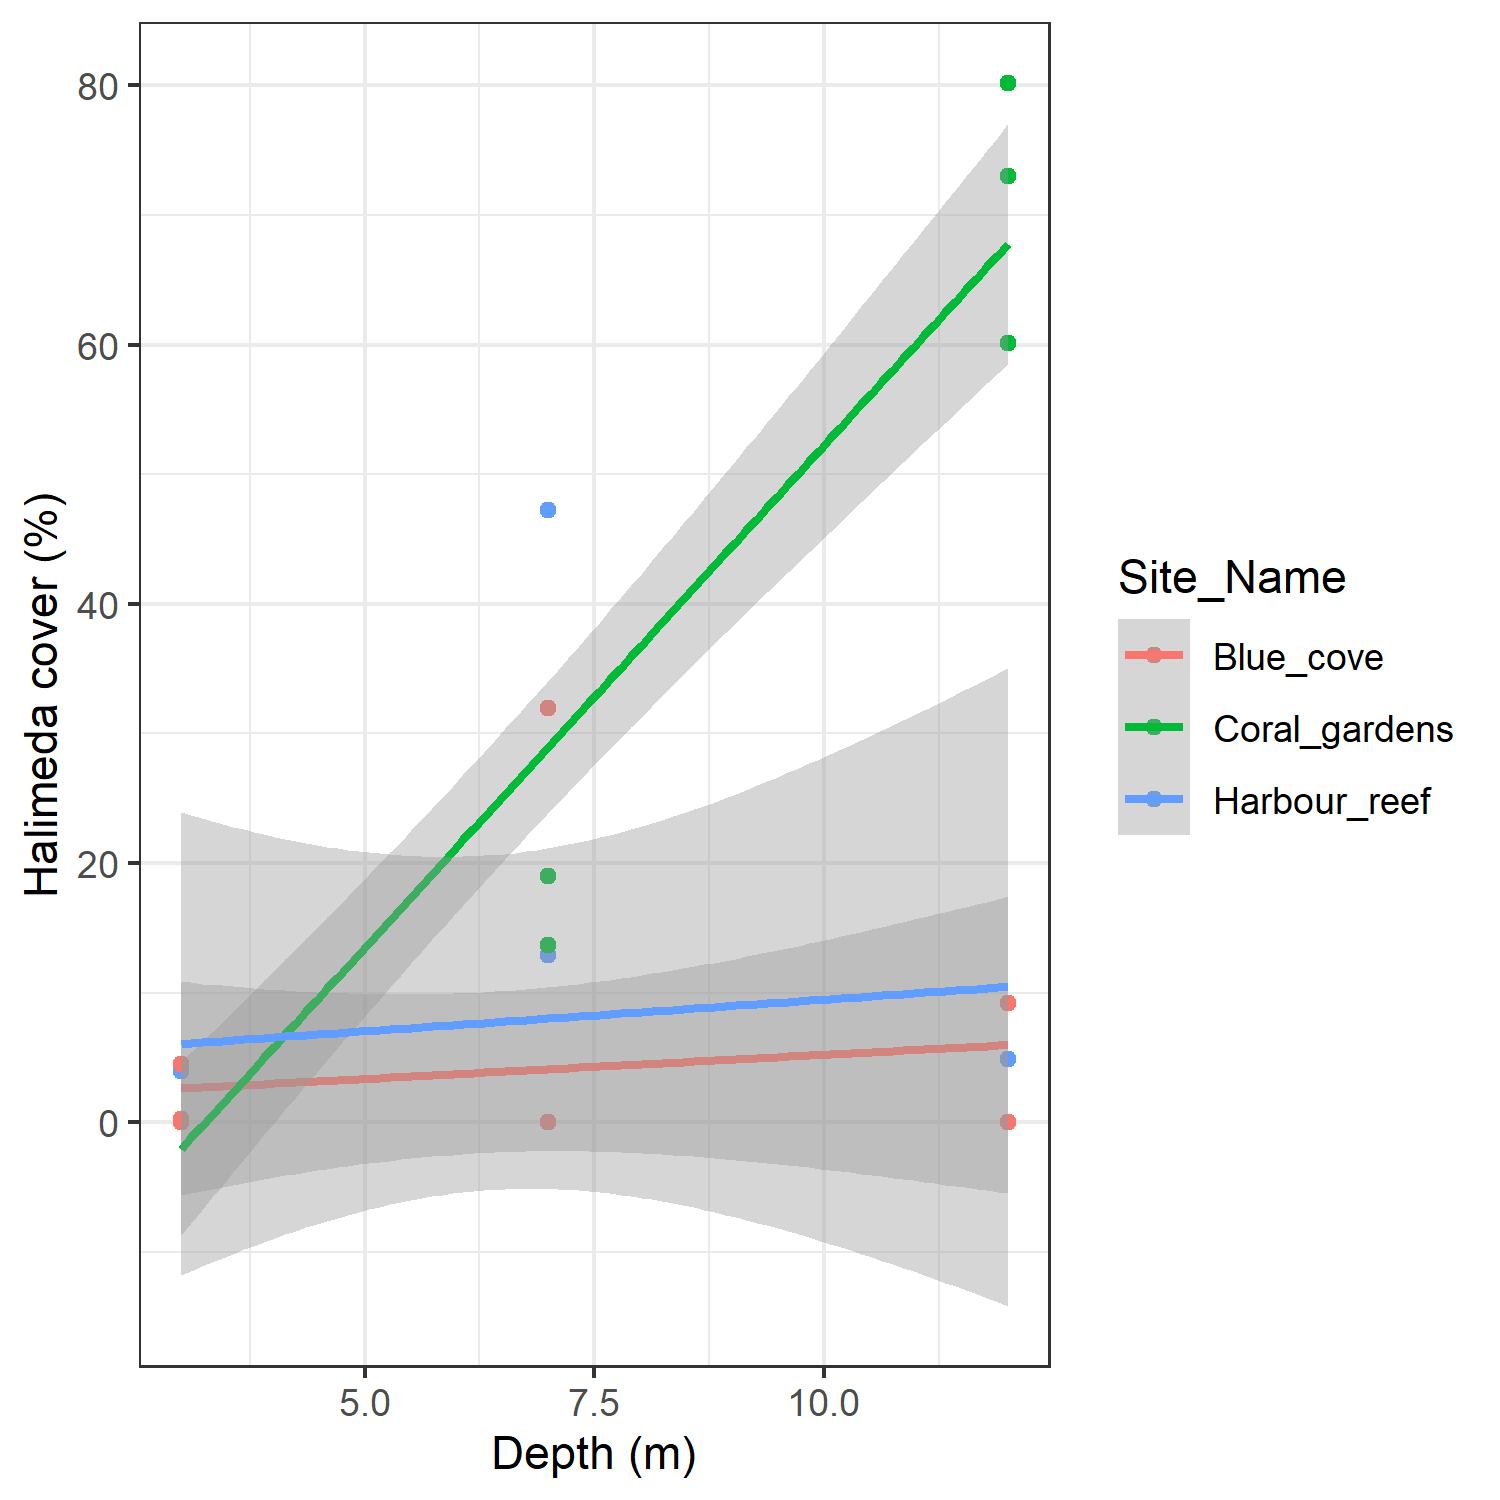 80
60
40
20
0
Halimeda cover (%)
5.0 7.5 10.0
Depth (m)
Site_Name
Blue_cove
Coral_gardens
Harbour_reef